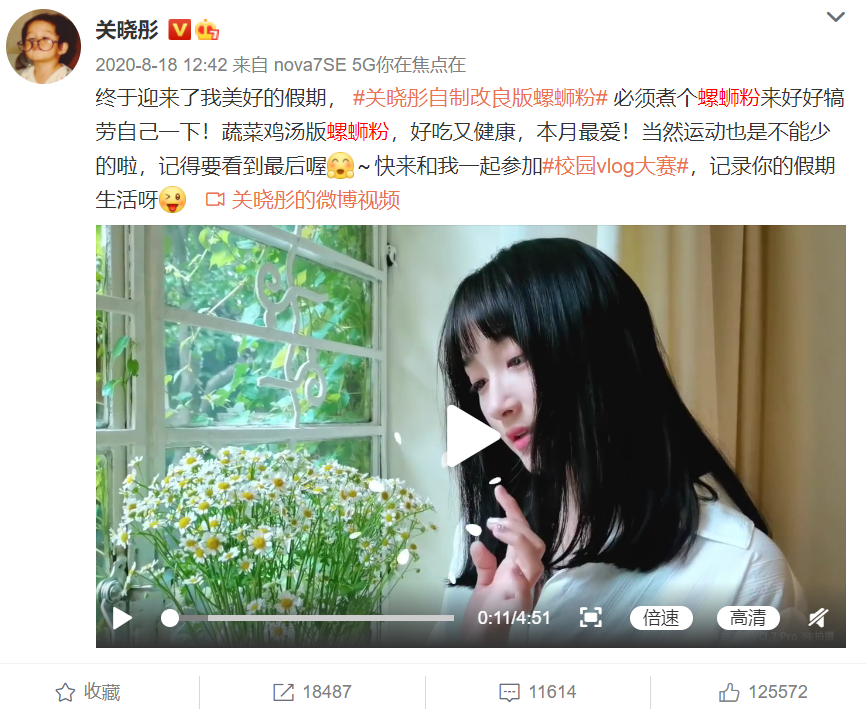 关晓彤
2020-8-18 12:42 来自 nova7SE 5G你在焦点在
终于迎来了我美好的假期， #关晓彤自制改良版螺蛳粉# 必须煮个螺蛳粉来好好犒
劳自己一下！蔬菜鸡汤版螺蛳粉，好吃又健康，本月最爱！当然运动也是不能少
的啦，记得要看到最后喔～快来和我一起参加#校园vlog大赛#，记录你的假期
生活呀 关晓彤的微博视频
0:11/4:51 倍速 高清
收藏 18487 11614 125572